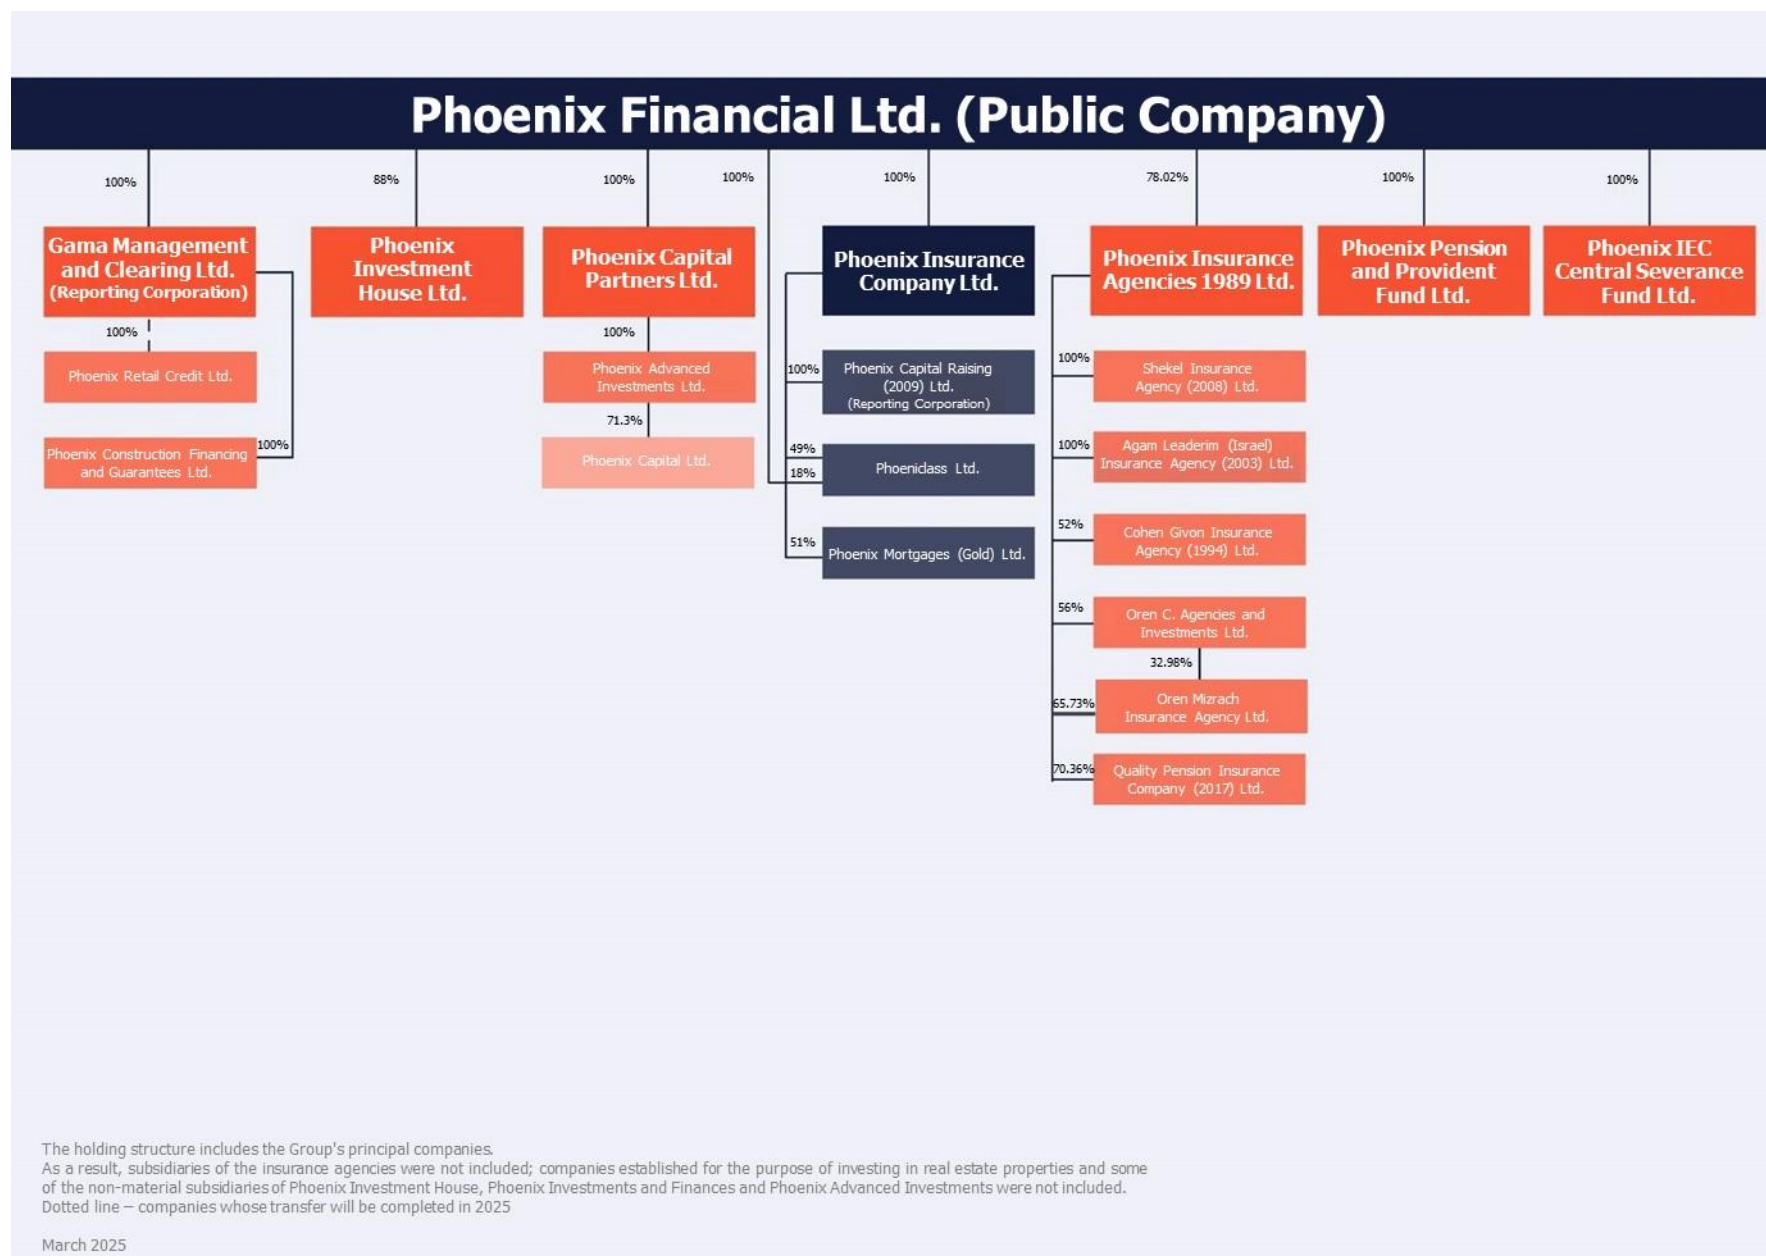 Phoenix Financial Ltd. (Public Company)
100%
88%
100%
100%
100%
78.02%
100%
100%
Gama Management
and Clearing Ltd.
(Reporting Corporation)
Phoenix
Investment
House Ltd.
Phoenix Capital
Partners Ltd.
Phoenix Insurance
Company Ltd.
Phoenix Insurance
Agencies 1989 Ltd.
Phoenix Pension
and Provident
Fund Ltd.
Phoenix IEC
Central Severance
Fund Ltd.
100%
Phoenix Retail Credit Ltd.
100%
Phoenix Construction Financing
and Guarantees Ltd.
100%
Phoenix Advanced
Investments Ltd.
71.3%
Phoenix Capital Ltd.
100%
Phoenix Capital Raising
(2009) Ltd.
(Reporting Corporation)
49%
18%
Phoeniclass Ltd.
51%
Phoenix Mortgages (Gold) Ltd.
100%
Shekel Insurance
Agency (2008) Ltd.
100%
Agam Leaderim (Israel)
Insurance Agency (2003) Ltd.
52%
Cohen Givon Insurance
Agency (1994) Ltd.
56%
Oren C. Agencies and
Investments Ltd.
32.98%
65.73%
Oren Mizrach
Insurance Agency Ltd.
70.36%
Quality Pension Insurance
Company (2017) Ltd.
The holding structure includes the Group's principal companies.
As a result, subsidiaries of the insurance agencies were not included; companies established for the purpose of investing in real estate properties and some
of the non-material subsidiaries of Phoenix Investment House, Phoenix Investments and Finances and Phoenix Advanced Investments were not included.
Dotted line – companies whose transfer will be completed in 2025
March 2025